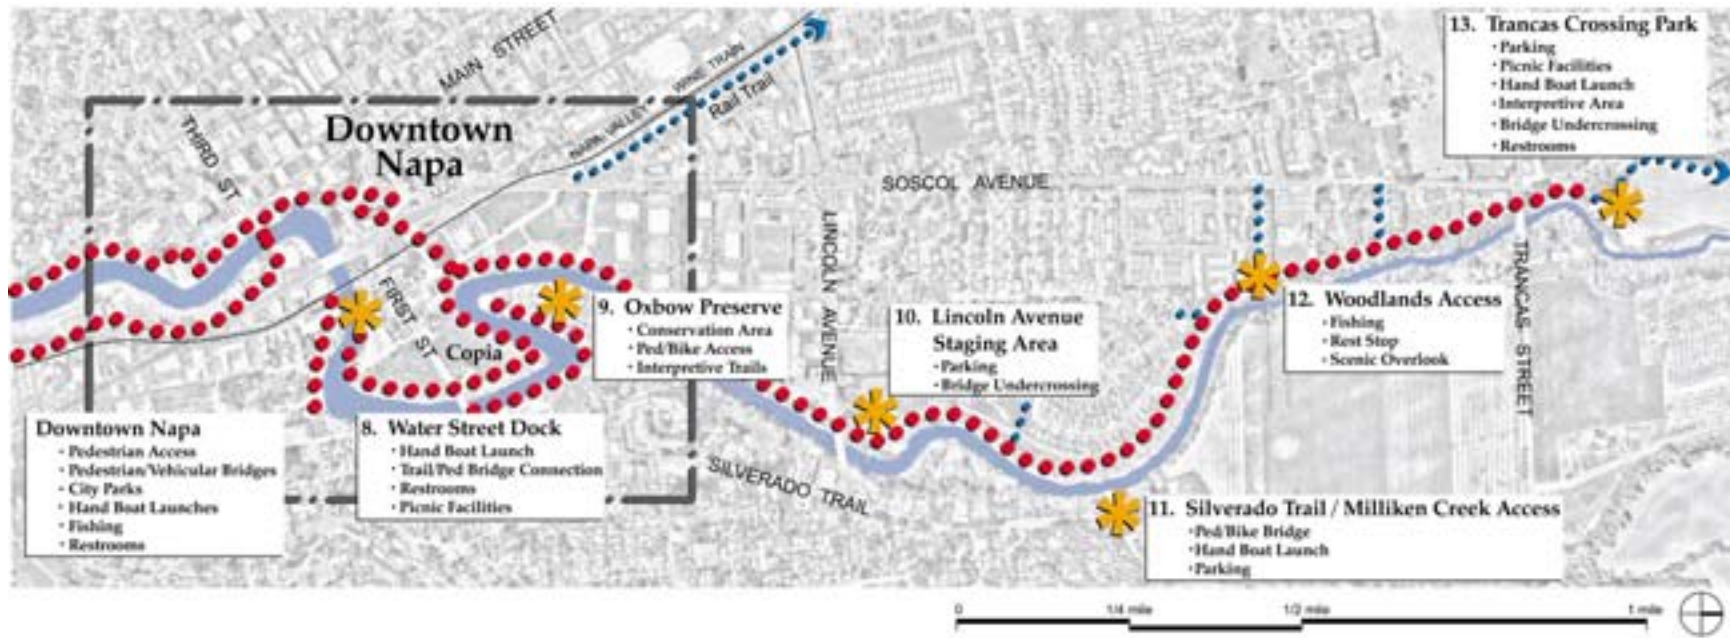 MAIN STREET
NAPA VALLEY WINE TRAIN
Rail Trail
THIRD ST
Downtown
Napa
FIRST ST
Copia
SOSCOL AVENUE
LINCOLN AVENUE
SILVERADO TRAIL
TRANCAS STREET
Downtown Napa
• Pedestrian Access
• Pedestrian/Vehicular Bridges
• City Parks
• Hand Boat Launches
• Fishing
• Restrooms
8. Water Street Dock
• Hand Boat Launch
• Trail/Ped Bridge Connection
• Restrooms
• Picnic Facilities
9. Oxbow Preserve
• Conservation Area
• Ped/Bike Access
• Interpretive Trails
10. Lincoln Avenue
Staging Area
• Parking
• Bridge Undercrossing
11. Silverado Trail / Milliken Creek Access
• Ped/Bike Bridge
• Hand Boat Launch
• Parking
12. Woodlands Access
• Fishing
• Rest Stop
• Scenic Overlook
13. Trancas Crossing Park
• Parking
• Picnic Facilities
• Hand Boat Launch
• Interpretive Area
• Bridge Undercrossing
• Restrooms
0 1/4 mile 1/2 mile 1 mile